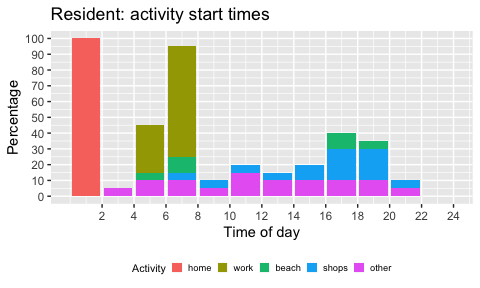 Resident: activity start times
Percentage
100
90
80
70
60
50
40
30
20
10
0
2 4 6 8 10 12 14 16 18 20 22 24
Time of day
Activity home work beach shops other